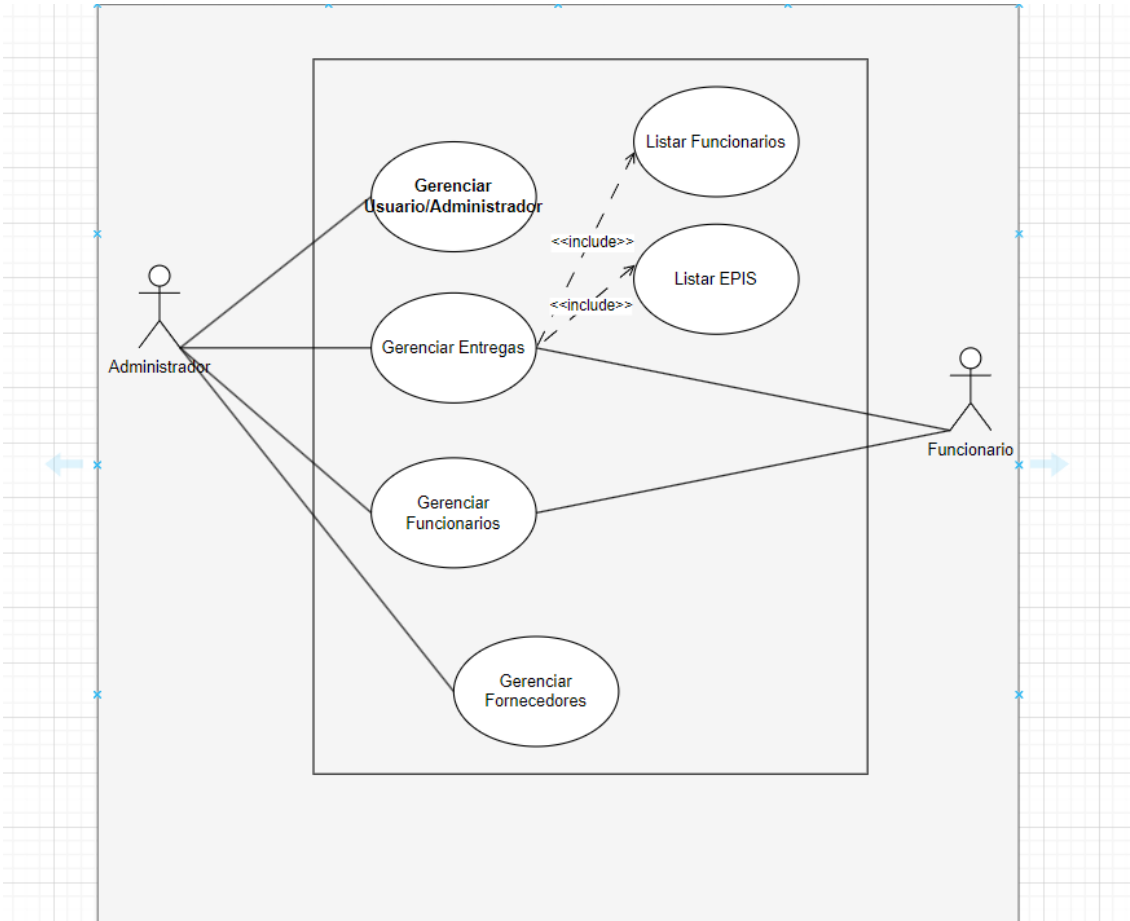 Listar Funcionarios
Gerenciar
Usuario/Administrador
<<include>>
Listar EPIS
<<include>>
Gerenciar Entregas
Administrador
Funcionario
Gerenciar
Funcionarios
Gerenciar
Fornecedores